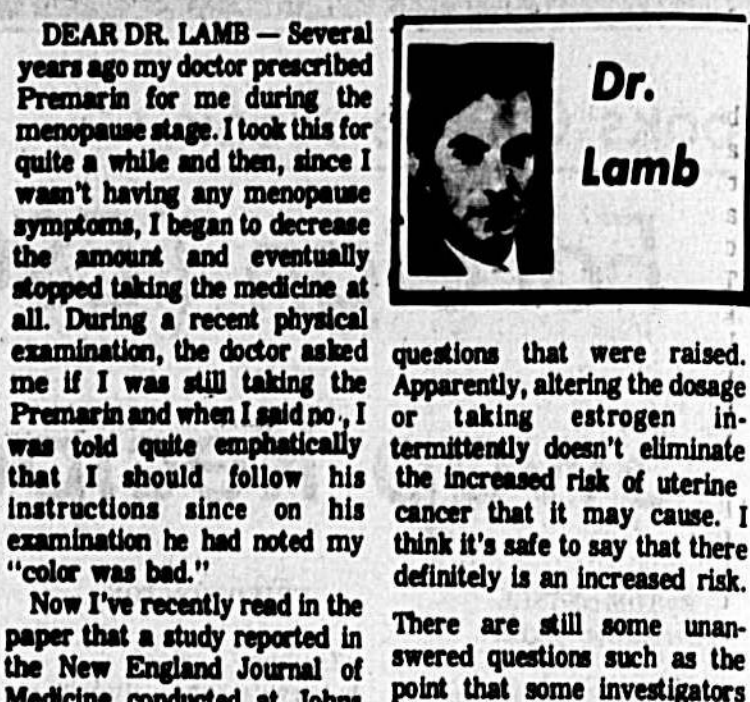 DEAR DR. LAMB — Several
years ago my doctor prescribed
Premarin for me during the
menopause stage. I took this for
quite a while and then, since I
wasn't having any menopause
symptoms, I began to decrease
the amount and eventually
stopped taking the medicine at
all. During a recent physical
examination, the doctor asked
me if I was still taking the
Premarin and when I said no, I
was told quite emphatically
that I should follow his
instructions since on his
examination he had noted my
"color was bad."
Now I've recently read in the
paper that a study reported in
the New England Journal of
Medicine conducted at Johns
Dr.
Lamb
questions that were raised.
Apparently, altering the dosage
or taking estrogen in-
termittently doesn't eliminate
the increased risk of uterine
cancer that it may cause. I
think it's safe to say that there
definitely is an increased risk.
There are still some unan-
swered questions such as the
point that some investigators